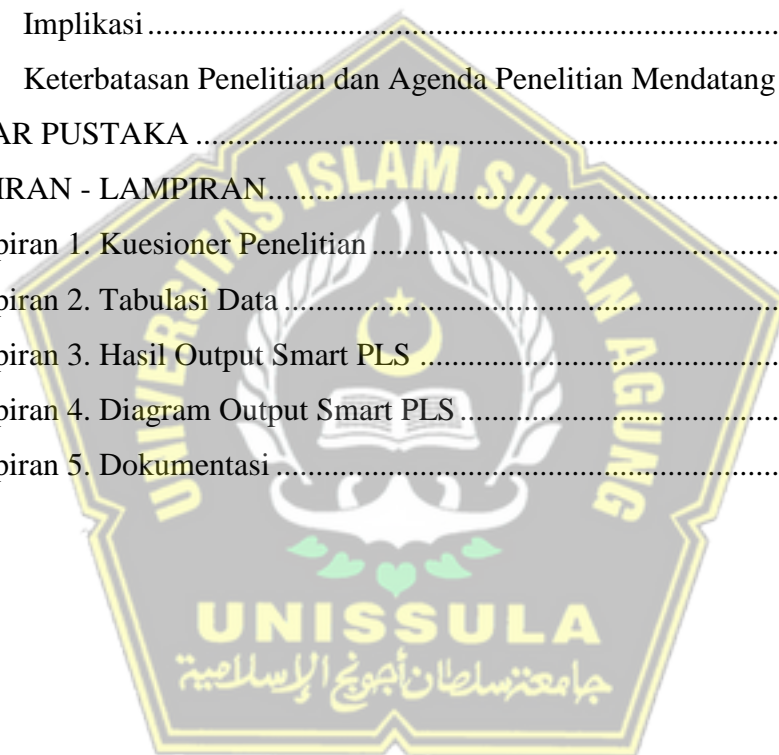 Implikasi
Keterbatasan Penelitian dan Agenda Penelitian Mendatang
AR PUSTAKA
IRAN - LAMPIRAN
piran 1. Kuesioner Penelitian
piran 2. Tabulasi Data
piran 3. Hasil Output Smart PLS
piran 4. Diagram Output Smart PLS
piran 5. Dokumentasi
UNIVERSITAS ISLAM SULTAN AGUNG
UNISSULA
جامعة سلطان أجونج الإسلامية